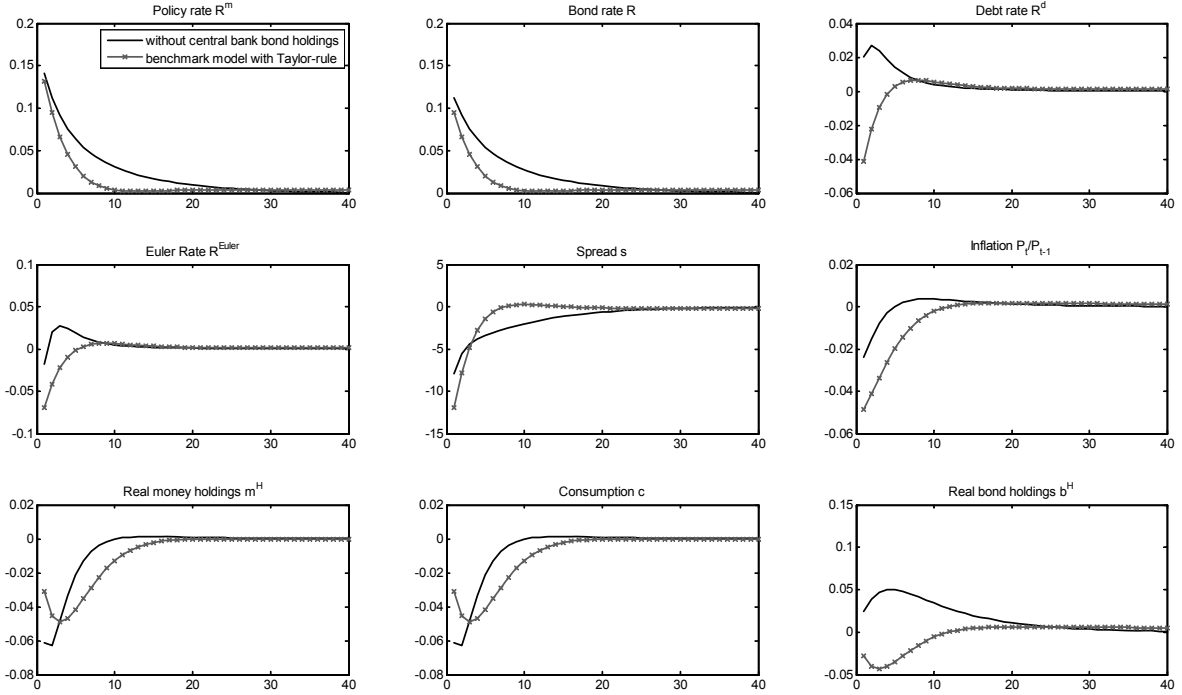 Policy rate R^m
Bond rate R
Debt rate R^d
0.2
0.15
0.1
0.05
0
0 10 20 30 40
without central bank bond holdings
benchmark model with Taylor-rule
0.2
0.15
0.1
0.05
0
0 10 20 30 40
0.04
0.02
0
-0.02
-0.04
-0.06
0 10 20 30 40
Euler Rate R^Euler
Spread s
Inflation P_t/P_t-1
0.1
0.05
0
-0.05
-0.1
0 10 20 30 40
5
0
-5
-10
-15
0 10 20 30 40
0.02
0
-0.02
-0.04
-0.06
0 10 20 30 40
Real money holdings m^H
Consumption c
Real bond holdings b^H
0.02
0
-0.02
-0.04
-0.06
-0.08
0 10 20 30 40
0.02
0
-0.02
-0.04
-0.06
-0.08
0 10 20 30 40
0.15
0.1
0.05
0
-0.05
0 10 20 30 40